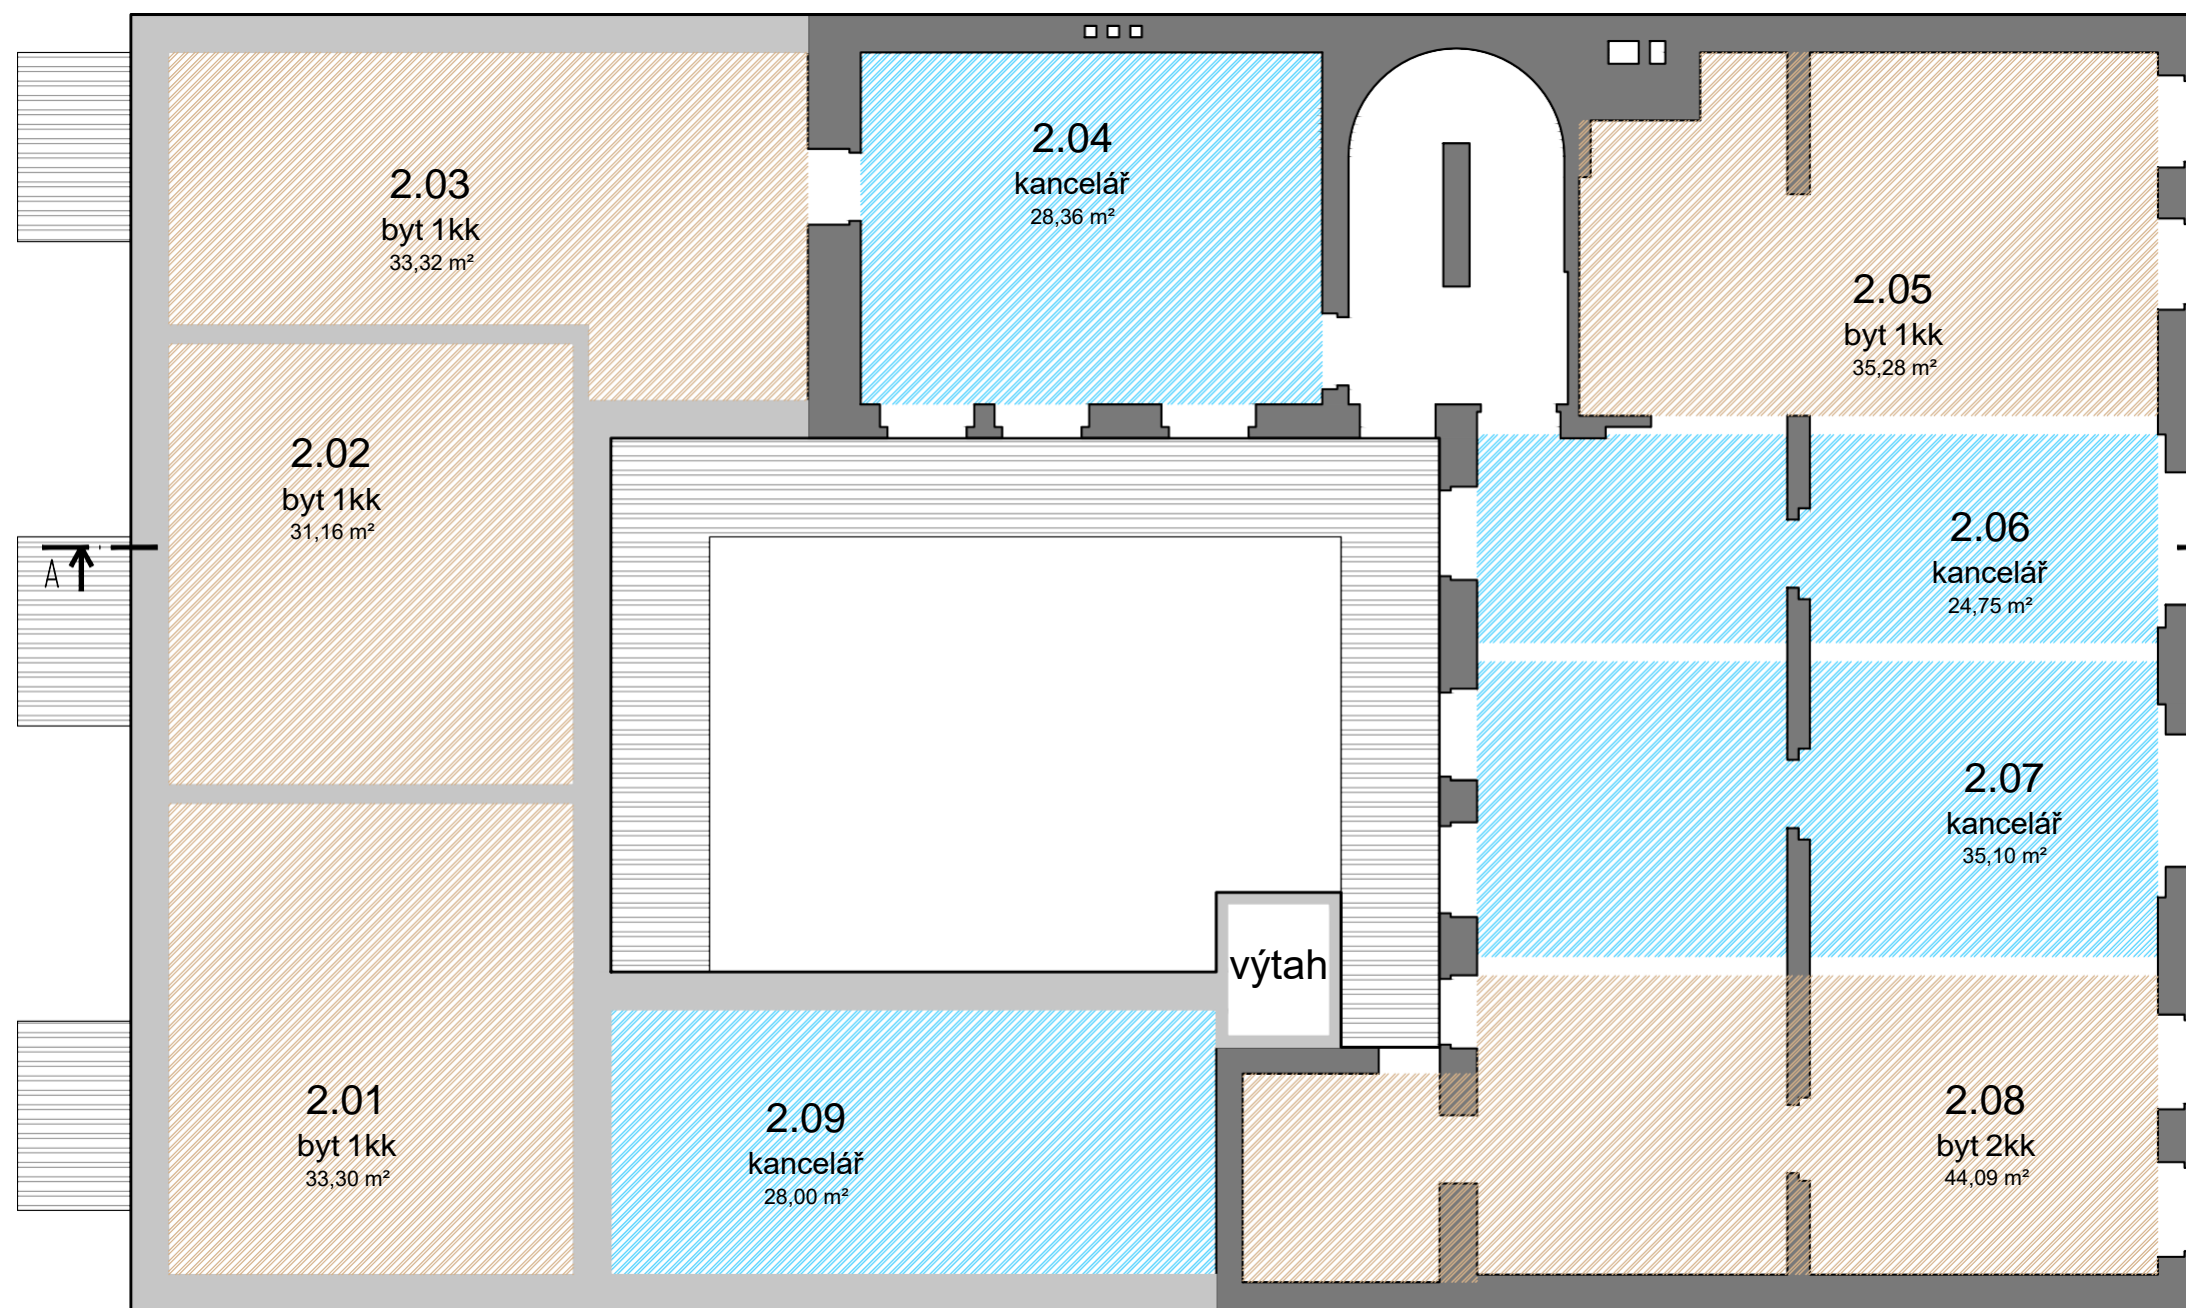 2.03
byt 1kk
33,32 m²
2.04
kancelář
28,36 m²
2.05
byt 1kk
35,28 m²
2.02
byt 1kk
31,16 m²
A
2.06
kancelář
24,75 m²
2.07
kancelář
35,10 m²
výtah
2.01
byt 1kk
33,30 m²
2.09
kancelář
28,00 m²
2.08
byt 2kk
44,09 m²